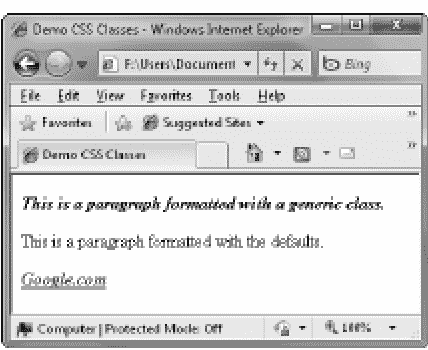 Demo CSS Classes - Windows Internet Explorer
F:\Users\Document Bing
File Edit View Favorites Tools Help
Favorites Suggested Sites
Demo CSS Classes
This is a paragraph formatted with a generic class.
This is a paragraph formatted with the defaults.
Google.com
Computer | Protected Mode: Off 100%